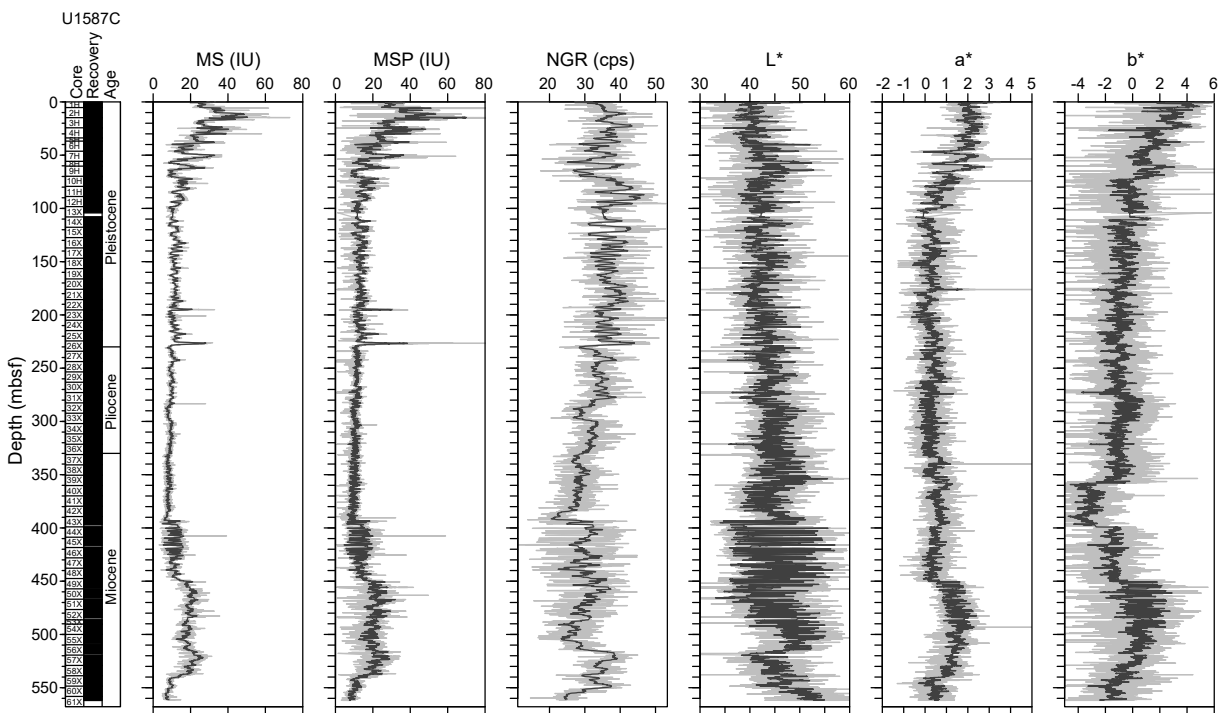 U1587C
Core
Recovery
Age
MS (IU)
MSP (IU)
NGR (cps)
L*
a*
b*
0 20 40 60 80
0 20 40 60 80
20 30 40 50
30 40 50 60
-2 -1 0 1 2 3 4 5
-4 -2 0 2 4 6
Depth (mbsf)
0
50
100
150
200
250
300
350
400
450
500
550
1H
2H
3H
4H
6H
7H
8H
9H
10H
11H
12H
13X
14X
15X
16X
17X
18X
19X
20X
21X
22X
23X
24X
25X
26X
27X
28X
29X
30X
31X
32X
33X
34X
35X
36X
37X
38X
39X
40X
41X
42X
43X
44X
45X
46X
47X
48X
49X
50X
51X
52X
54X
55X
56X
57X
58X
59X
60X
61X
Pleistocene
Pliocene
Miocene